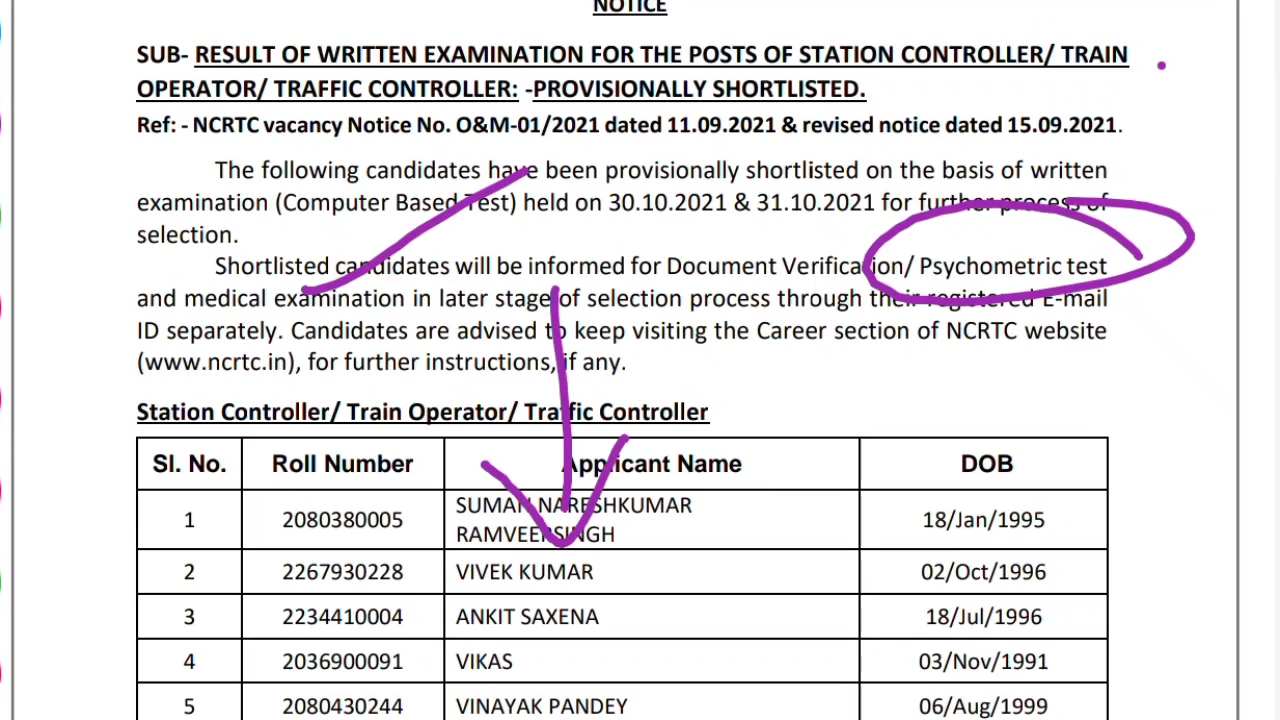 NOTICE
SUB- RESULT OF WRITTEN EXAMINATION FOR THE POSTS OF STATION CONTROLLER/ TRAIN
OPERATOR/ TRAFFIC CONTROLLER: -PROVISIONALLY SHORTLISTED.
Ref: - NCRTC vacancy Notice No. O&M-01/2021 dated 11.09.2021 & revised notice dated 15.09.2021.
The following candidates have been provisionally shortlisted on the basis of written
examination (Computer Based Test) held on 30.10.2021 & 31.10.2021 for further process of
selection.
Shortlisted candidates will be informed for Document Verification/ Psychometric test
and medical examination in later stage of selection process through their registered E-mail
ID separately. Candidates are advised to keep visiting the Career section of NCRTC website
(www.ncrtc.in), for further instructions, if any.
Station Controller/ Train Operator/ Traffic Controller
Sl. No. Roll Number Applicant Name DOB
1 2080380005 SUMAN NARESHKUMAR RAMVEERSINGH 18/Jan/1995
2 2267930228 VIVEK KUMAR 02/Oct/1996
3 2234410004 ANKIT SAXENA 18/Jul/1996
4 2036900091 VIKAS 03/Nov/1991
5 2080430244 VINAYAK PANDEY 06/Aug/1999